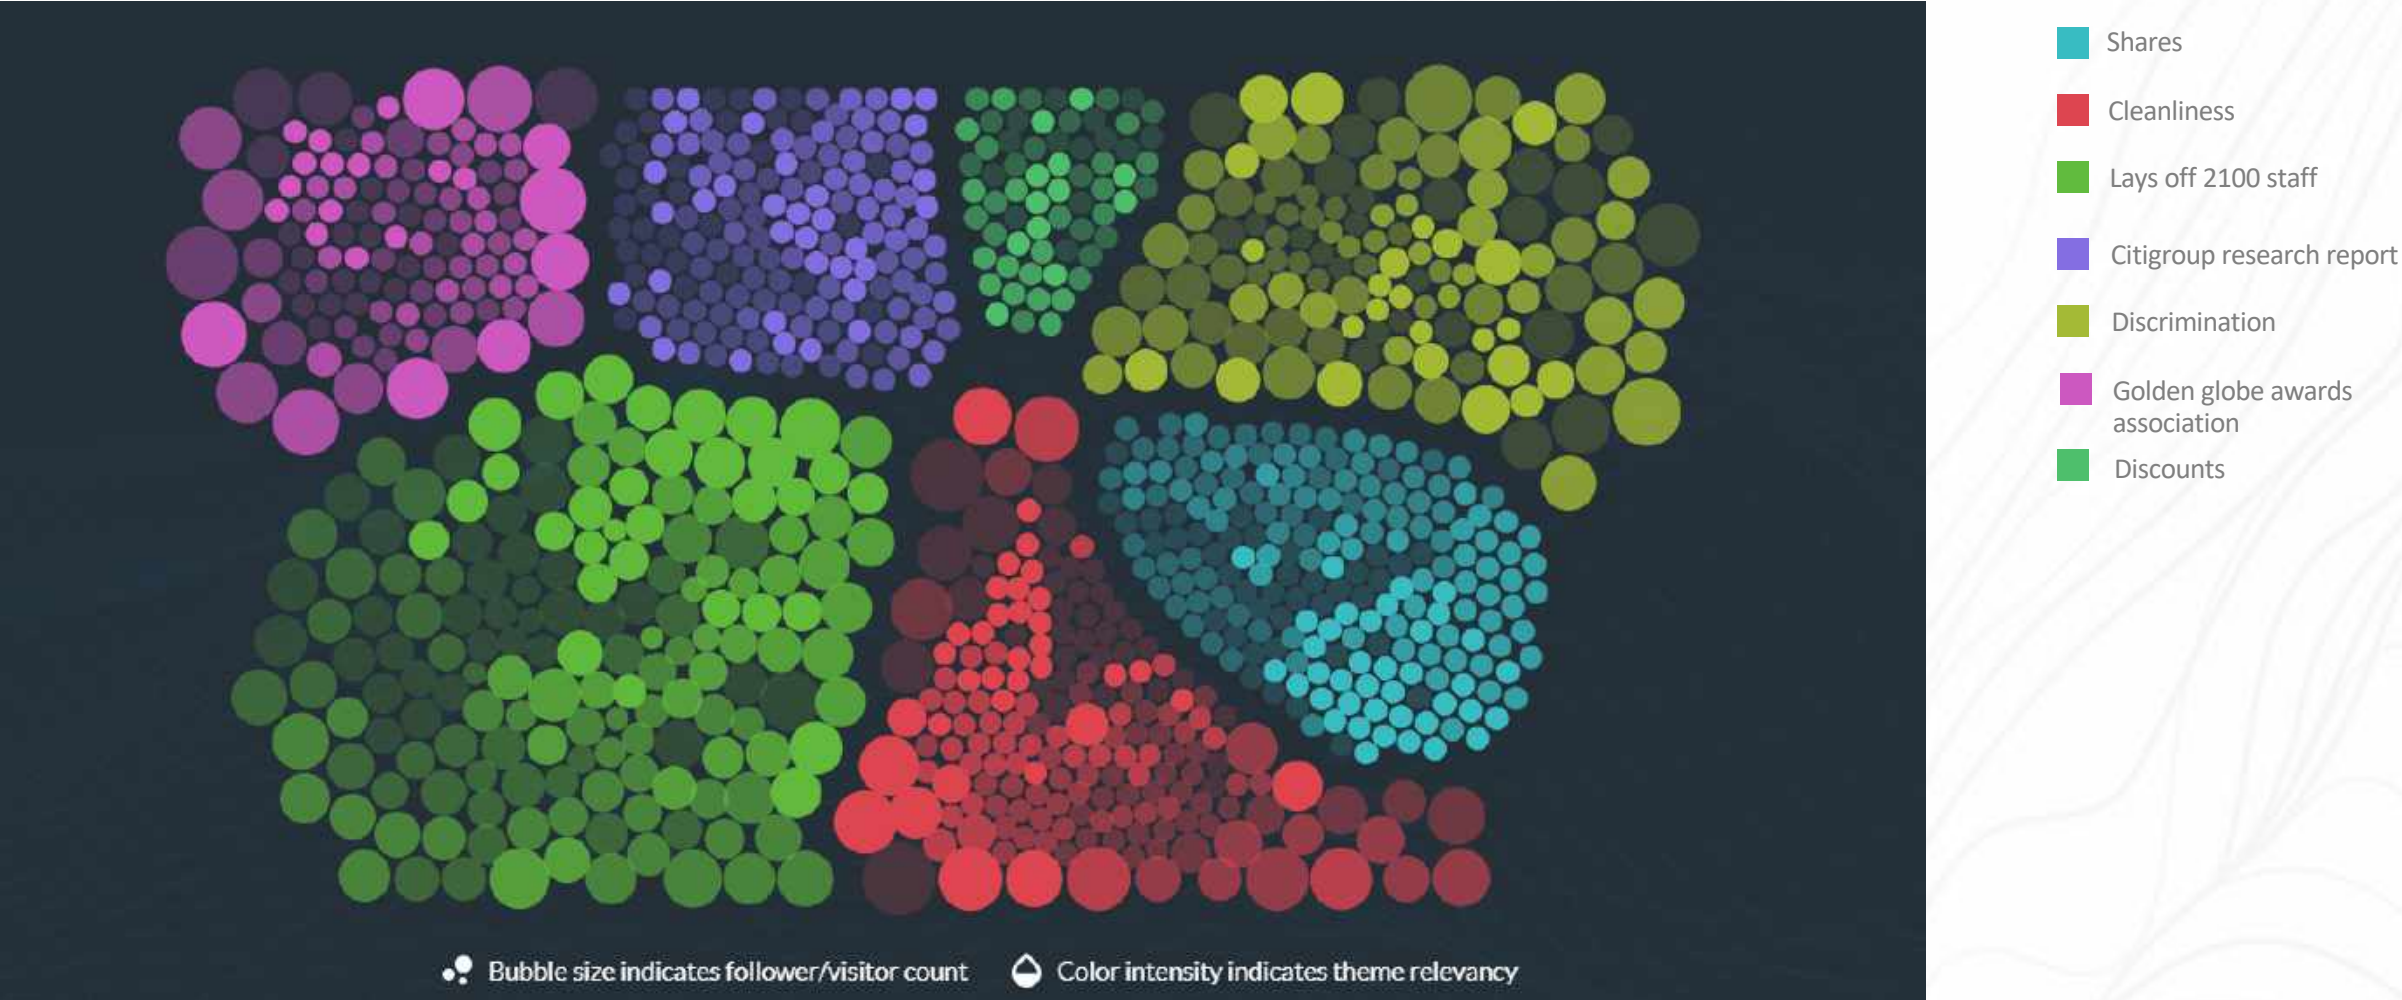 Shares
Cleanliness
Lays off 2100 staff
Citigroup research report
Discrimination
Golden globe awards
association
Discounts
Bubble size indicates follower/visitor count
Color intensity indicates theme relevancy